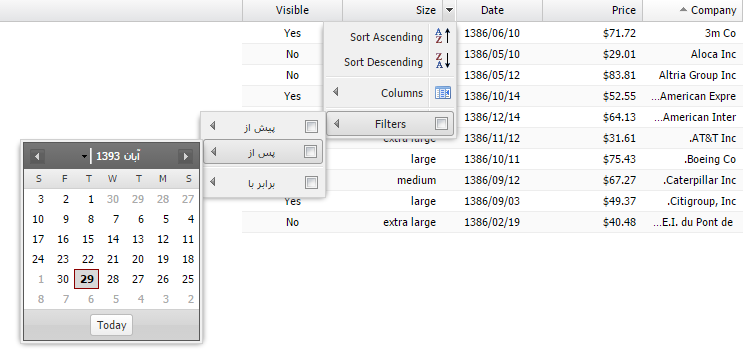 Visible Size Date Price Company
Yes 1386/06/10 $71.72 3m Co
No 1386/05/10 $29.01 Aloca Inc
No 1386/05/12 $83.81 Altria Group Inc
Yes 1386/10/14 $52.55 ...American Expre
1386/12/14 $64.13 ...American Inter
extra large 1386/11/12 $31.61 .AT&T Inc
large 1386/10/11 $75.43 .Boeing Co
medium 1386/09/12 $67.27 .Caterpillar Inc
Yes large 1386/09/03 $49.37 .Citigroup, Inc
No extra large 1386/02/19 $40.48 ...E.I. du Pont de
Sort Ascending
Sort Descending
Columns
Filters
پیش از
پس از
برابر با
آبان 1393
S F T W T M S
3 2 1 30 29 28 27
10 9 8 7 6 5 4
17 16 15 14 13 12 11
24 23 22 21 20 19 18
1 30 29 28 27 26 25
8 7 6 5 4 3 2
Today